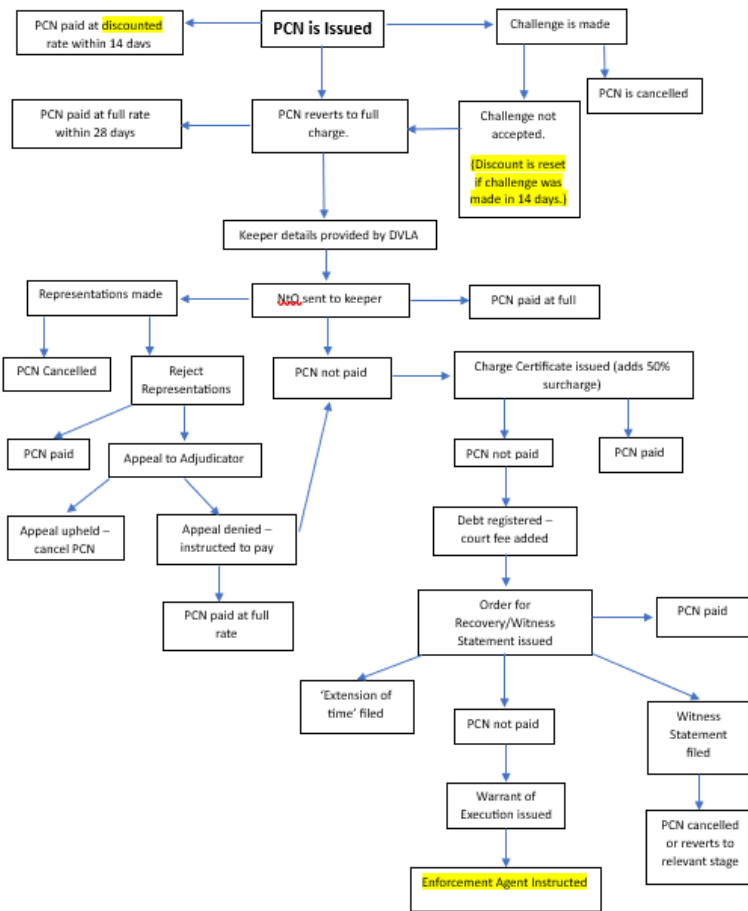 PCN paid at discounted
rate within 14 days
PCN is Issued
Challenge is made
PCN is cancelled
PCN paid at full rate
within 28 days
PCN reverts to full
charge.
Challenge not
accepted.
(Discount is reset
if challenge was
made in 14 days.)
Keeper details provided by DVLA
Representations made
NtO sent to keeper
PCN paid at full
PCN Cancelled
Reject
Representations
PCN not paid
Charge Certificate issued (adds 50%
surcharge)
PCN paid
Appeal to Adjudicator
PCN not paid
PCN paid
Appeal upheld –
cancel PCN
Appeal denied –
instructed to pay
Debt registered –
court fee added
PCN paid at full
rate
Order for
Recovery/Witness
Statement issued
PCN paid
'Extension of
time' filed
PCN not paid
Witness
Statement
filed
Warrant of
Execution issued
PCN cancelled
or reverts to
relevant stage
Enforcement Agent Instructed